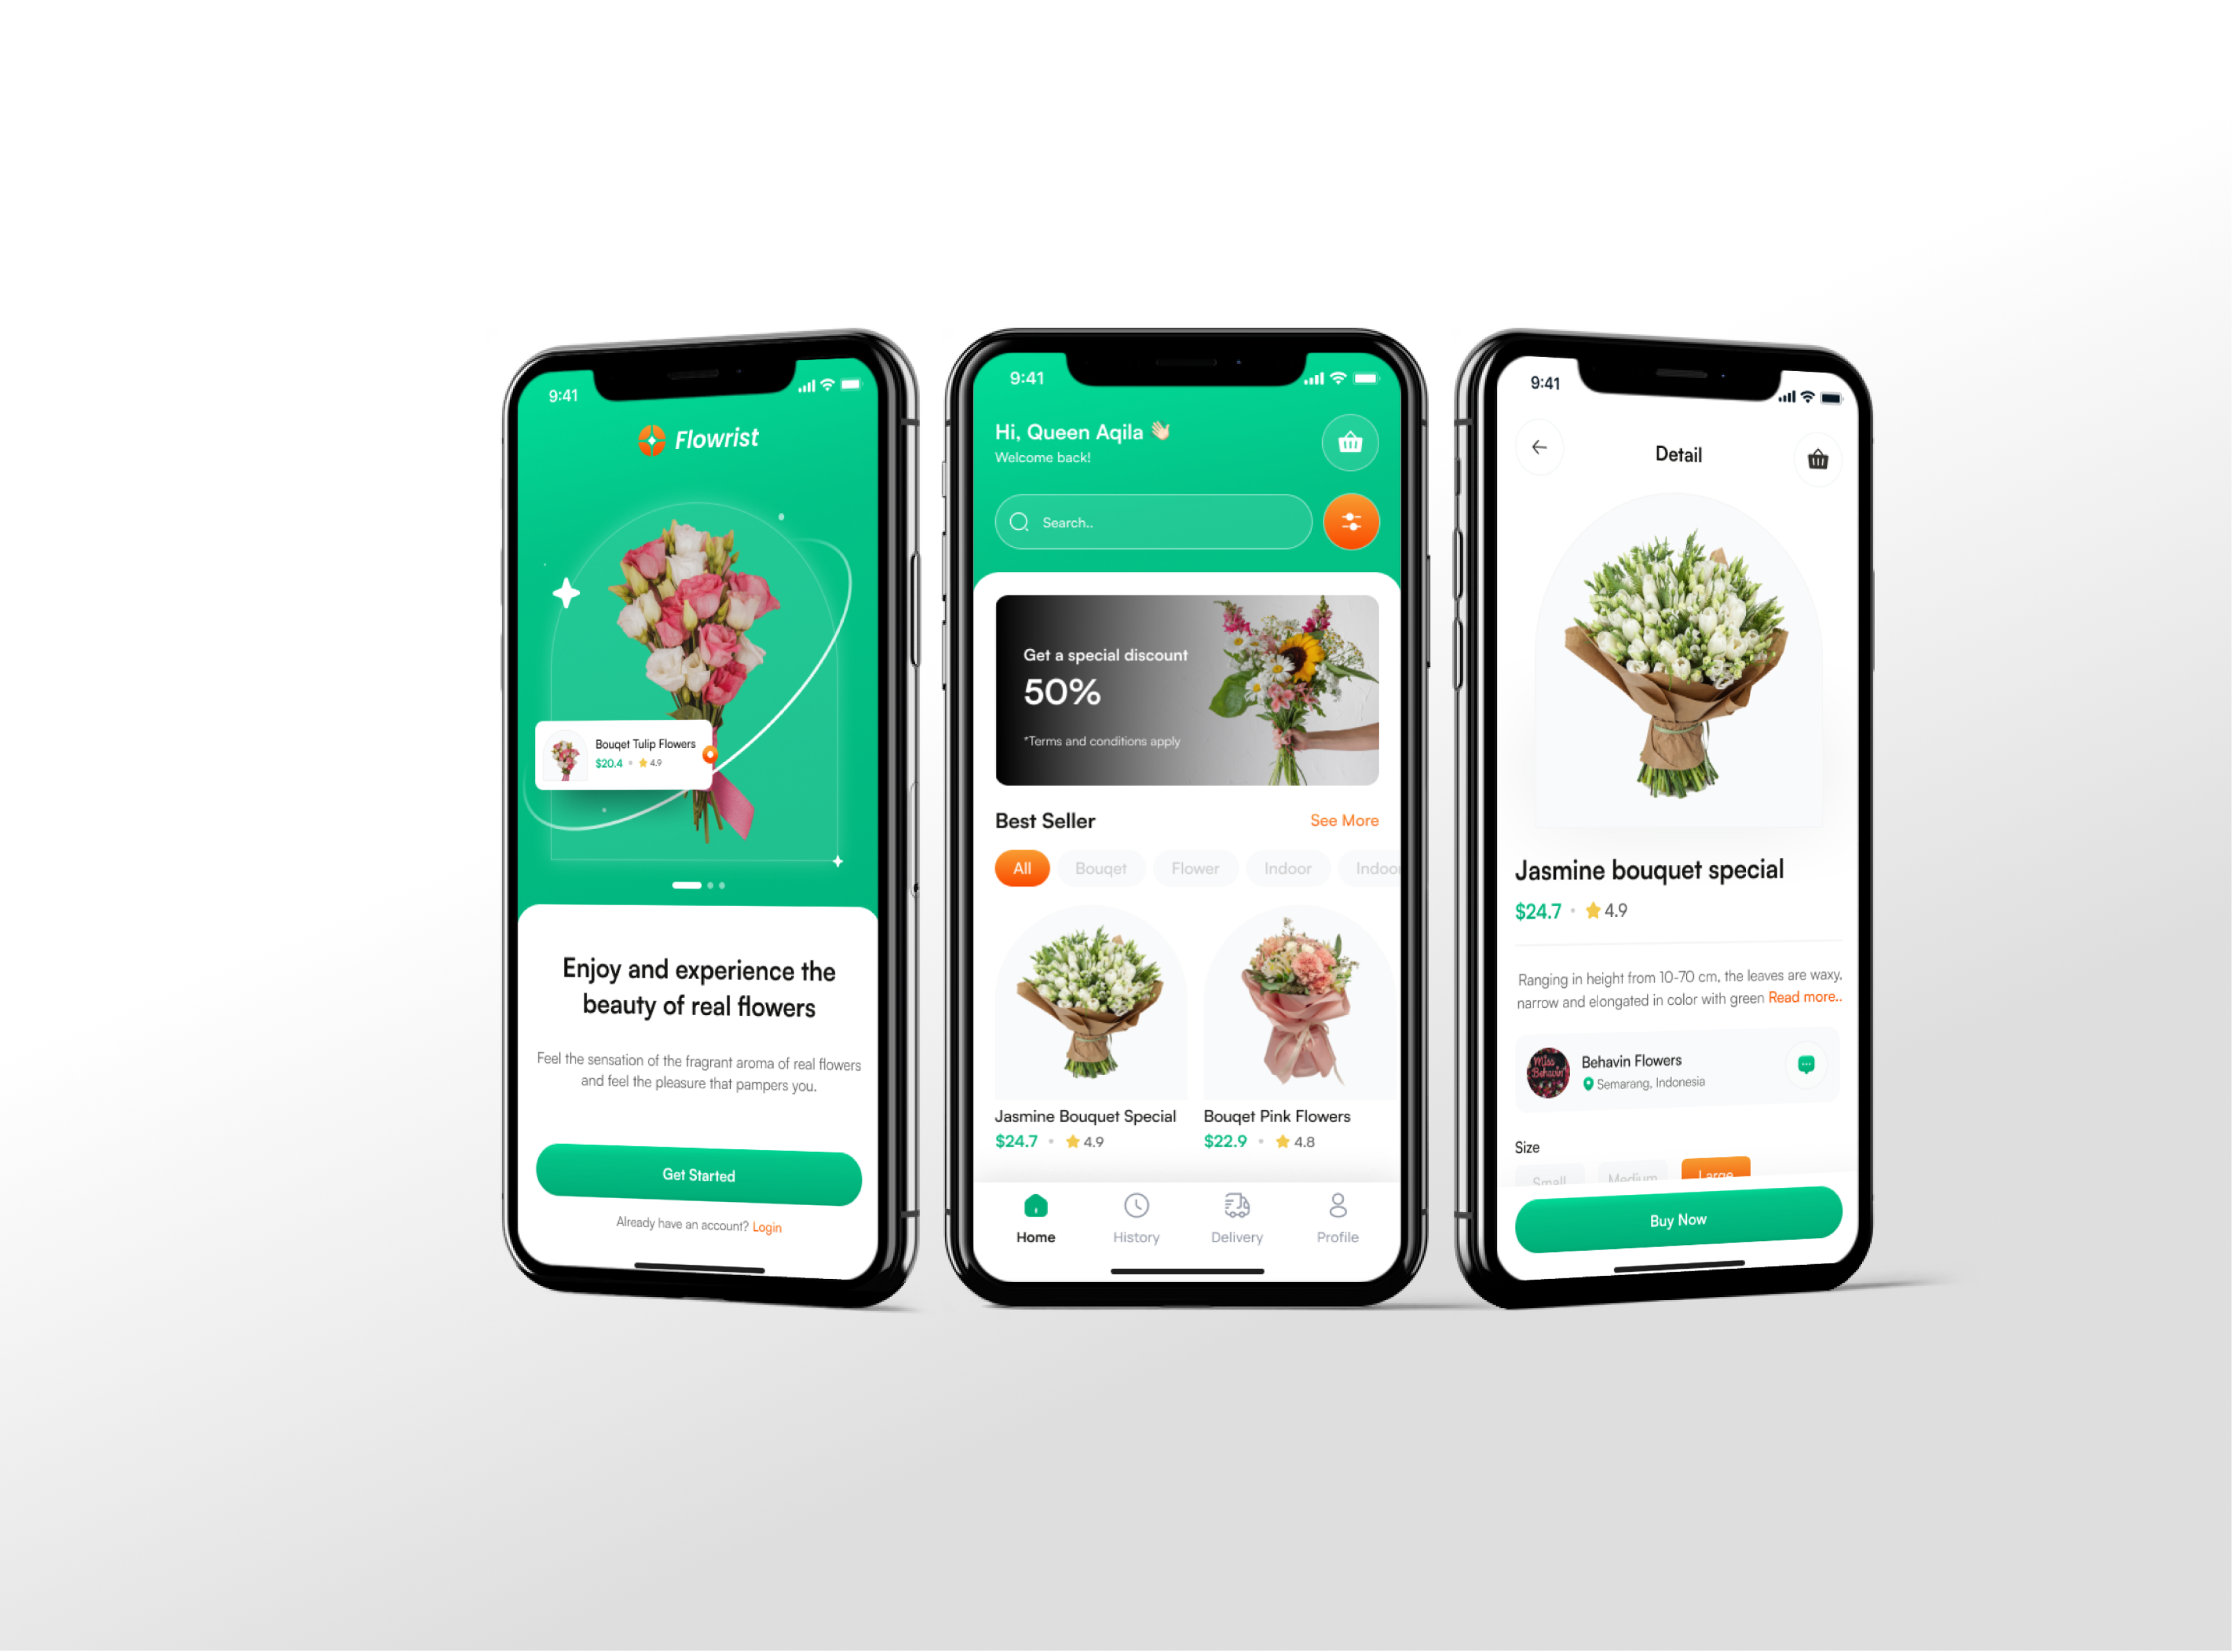 9:41
Flowrist
Bouqet Tulip Flowers
$20.4 4.9
Enjoy and experience the
beauty of real flowers
Feel the sensation of the fragrant aroma of real flowers
and feel the pleasure that pampers you.
Get Started
Already have an account? Login
9:41
Hi, Queen Aqila 👋🏻
Welcome back!
Search..
Get a special discount
50%
*Terms and conditions apply
Best Seller
See More
All Bouqet Flower Indoor Indoor
Jasmine Bouquet Special
$24.7 4.9
Bouqet Pink Flowers
$22.9 4.8
Home History Delivery Profile
9:41
Detail
Jasmine bouquet special
$24.7 4.9
Ranging in height from 10-70 cm, the leaves are waxy,
narrow and elongated in color with green Read more..
Miss
Behavin'
Behavin Flowers
Semarang, Indonesia
Size
Small Medium Large
Buy Now